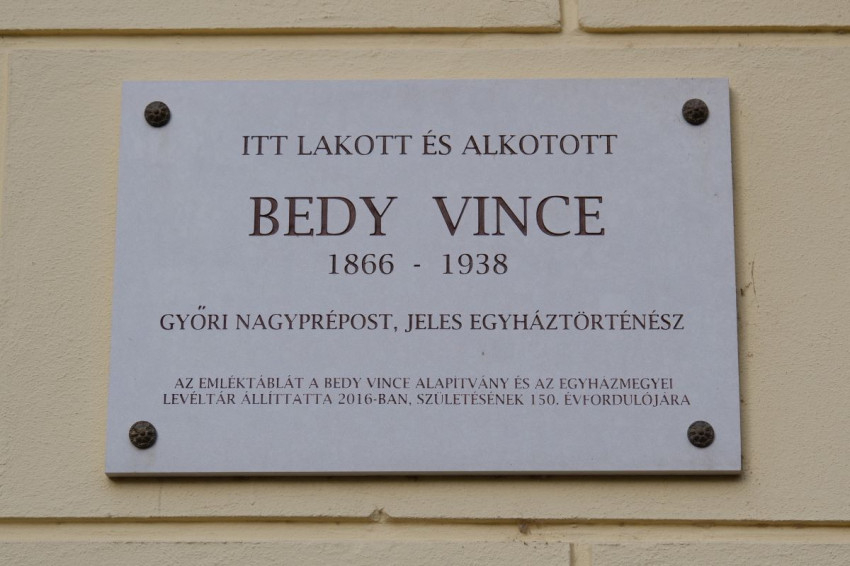 ITT LAKOTT ÉS ALKOTOTT
BEDY VINCE
1866 - 1938
GYŐRI NAGYPRÉPOST, JELES EGYHÁZTÖRTÉNÉSZ
AZ EMLÉKTÁBLÁT A BEDY VINCE ALAPÍTVÁNY ÉS AZ EGYHÁZMEGYEI
LEVÉLTÁR ÁLLÍTTATTA 2016-BAN, SZÜLETÉSÉNEK 150. ÉVFORDULÓJÁRA